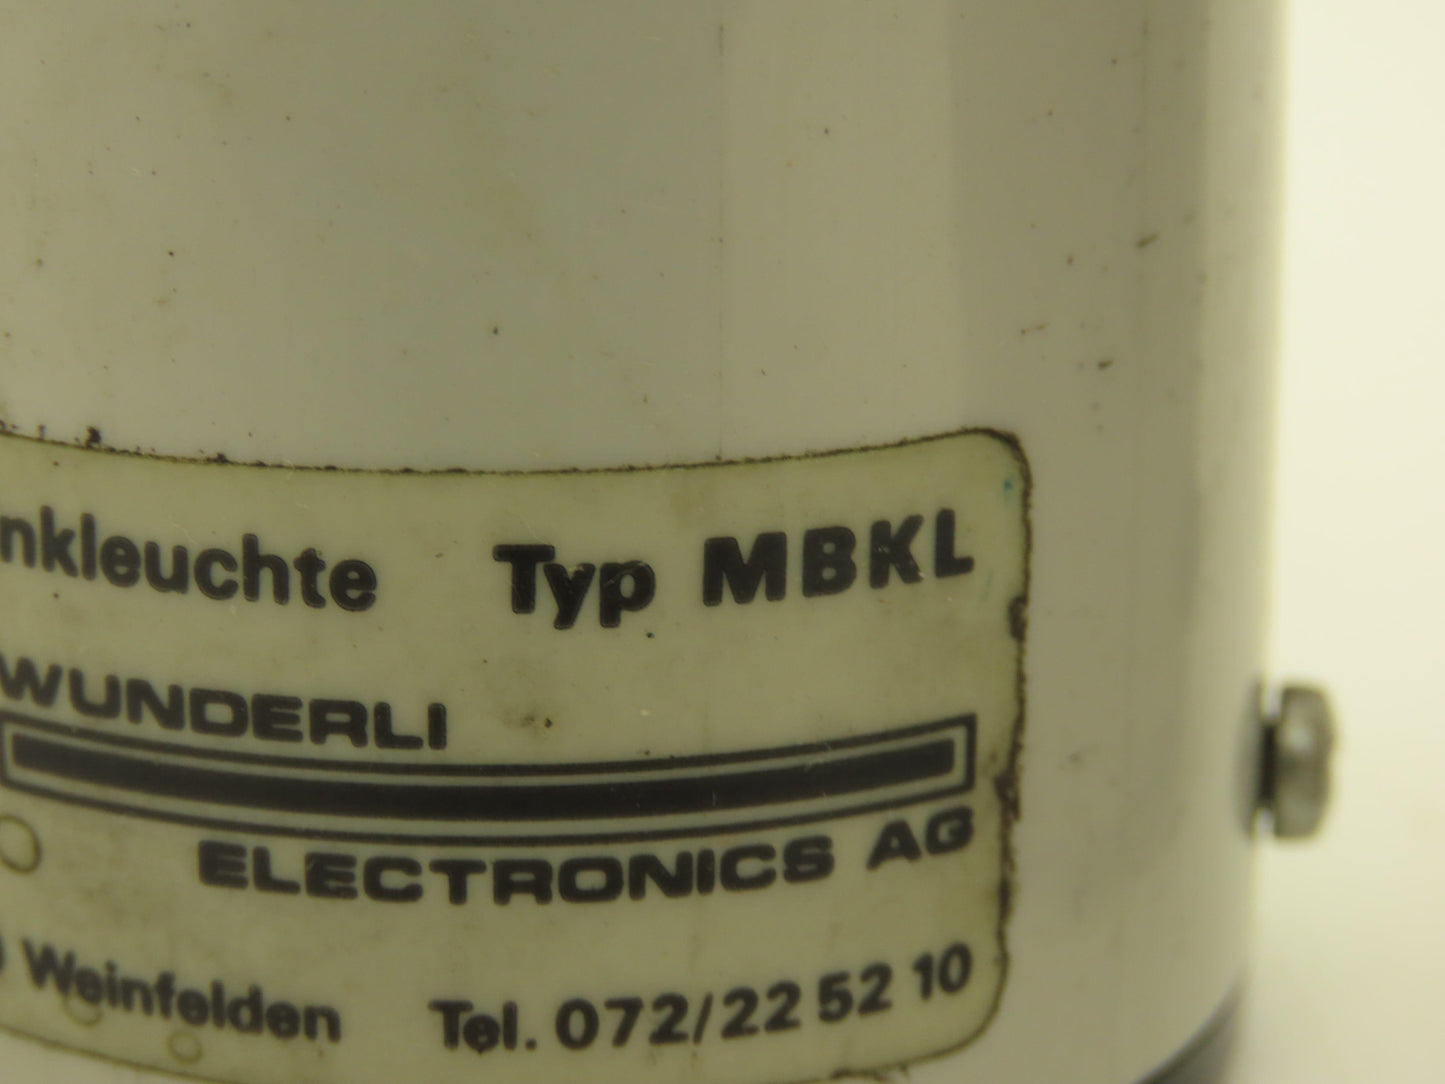 nkleuchte Typ MBKL
WUNDERLI
ELECTRONICS AG
Weinfelden Tel. 072/22 52 10